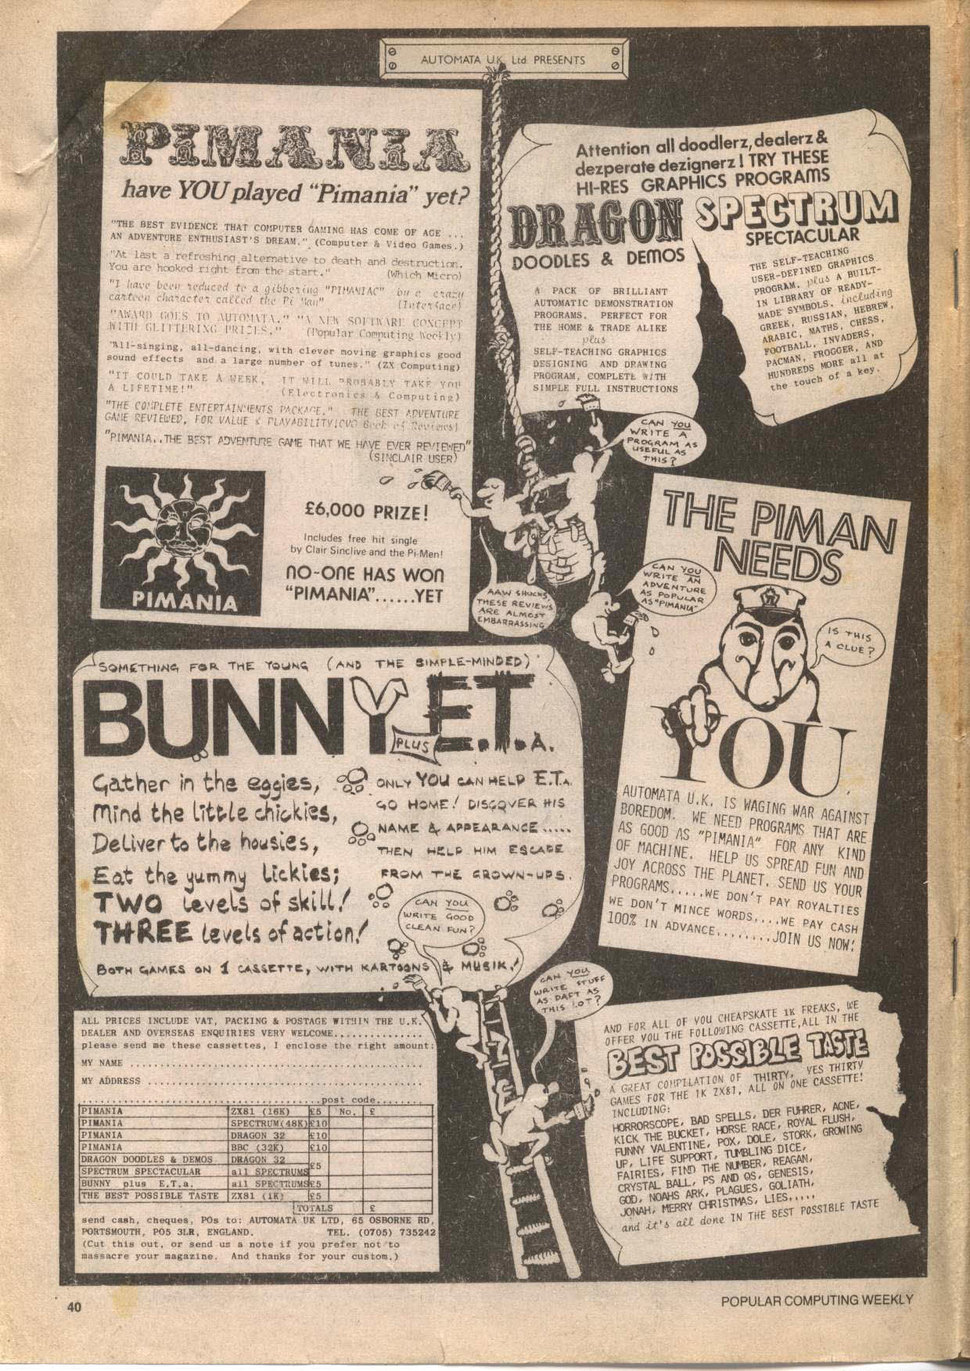 AUTOMATA U.K. Ltd PRESENTS
PIMANIA
have YOU played "Pimania" yet?
"THE BEST EVIDENCE THAT COMPUTER GAMING HAS COME OF AGE ...
AN ADVENTURE ENTHUSIAST'S DREAM." (Computer & Video Games.)
"At last a refreshing alternative to death and destruction.
You are hooked right from the start." (Which Micro)
"I have been reduced to a gibbering "PIMANIAC" by a crazy
cartoon character called the Pi Man" (Interface)
"AWARD GOES TO AUTOMATA." "A NEW SOFTWARE CONCEPT
WITH GLITTERING PRIZES." (Popular Computing Weekly)
"All-singing, all-dancing, with clever moving graphics good
sound effects and a large number of tunes." (ZX Computing)
"IT COULD TAKE A WEEK, IT WILL PROBABLY TAKE YOU
A LIFETIME!" (Electronics & Computing)
"THE COMPLETE ENTERTAINMENTS PACKAGE." THE BEST ADVENTURE
GAME REVIEWED, FOR VALUE & PLAYABILITY! Book of Reviews)
"PIMANIA..THE BEST ADVENTURE GAME THAT WE HAVE EVER REVIEWED"
(SINCLAIR USER)
PIMANIA
£6,000 PRIZE!
Includes free hit single
by Clair Sinclive and the Pi-Men!
NO-ONE HAS WON
"PIMANIA"......YET
Attention all doodlerz, dealerz &
dezperate dezignerz! TRY THESE
HI-RES GRAPHICS PROGRAMS
DRAGON
DOODLES & DEMOS
A PACK OF BRILLIANT
AUTOMATIC DEMONSTRATION
PROGRAMS, PERFECT FOR
THE HOME & TRADE ALIKE
plus
SELF-TEACHING GRAPHICS
DESIGNING AND DRAWING
PROGRAM, COMPLETE WITH
SIMPLE FULL INSTRUCTIONS
SPECTRUM
SPECTACULAR
THE SELF-TEACHING
USER-DEFINED GRAPHICS
PROGRAM, plus A BUILT-
IN LIBRARY OF READY-
MADE SYMBOLS, including
GREEK, RUSSIAN, HEBREW,
ARABIC, MATHS, CHESS,
FOOTBALL, INVADERS,
PACMAN, FROGGER, AND
HUNDREDS MORE all at
the touch of a key.
CAN YOU
WRITE A
PROGRAM AS
USEFUL AS
THIS?
AAW SHUCKS,
THESE REVIEWS
ARE ALMOST
EMBARRASSING
CAN YOU
WRITE AN
ADVENTURE
AS POPULAR
AS "PIMANIA"
THE PIMAN
NEEDS
IS THIS
A CLUE?
YOU
AUTOMATA U.K. IS WAGING WAR AGAINST
BOREDOM. WE NEED PROGRAMS THAT ARE
AS GOOD AS "PIMANIA" FOR ANY KIND
OF MACHINE. HELP US SPREAD FUN AND
JOY ACROSS THE PLANET. SEND US YOUR
PROGRAMS.....WE DON'T PAY ROYALTIES
WE DON'T MINCE WORDS....WE PAY CASH
100% IN ADVANCE........JOIN US NOW!
SOMETHING FOR THE YOUNG (AND THE SIMPLE-MINDED)
BUNNY PLUS E.T.A.
Gather in the eggies,
Mind the little chickies,
Deliver to the housies,
Eat the yummy lickies;
TWO levels of skill!
THREE levels of action!
ONLY YOU CAN HELP E.T.A.
GO HOME! DISCOVER HIS
NAME & APPEARANCE.....
THEN HELP HIM ESCAPE
FROM THE GROWN-UPS.
CAN YOU
WRITE GOOD
CLEAN FUN?
BOTH GAMES ON 1 CASSETTE, WITH KARTOONS & MUSIK!
CAN YOU
WRITE STUFF
AS DAFT AS
THIS LOT?
ALL PRICES INCLUDE VAT, PACKING & POSTAGE WITHIN THE U.K.
DEALER AND OVERSEAS ENQUIRIES VERY WELCOME..............
please send me these cassettes, I enclose the right amount:
MY NAME ........................................
MY ADDRESS ........................................
........................................post code........
PIMANIA ZX81 (16K) £5 No. £
PIMANIA SPECTRUM(48K) £10
PIMANIA DRAGON 32 £10
PIMANIA BBC (32K) £10
DRAGON DOODLES & DEMOS DRAGON 32 £5
SPECTRUM SPECTACULAR all SPECTRUMS
BUNNY plus E.T.a. all SPECTRUMS £5
THE BEST POSSIBLE TASTE ZX81 (1K) £5
TOTALS £
send cash, cheques, POs to: AUTOMATA UK LTD, 65 OSBORNE RD,
PORTSMOUTH, PO5 3LR, ENGLAND. TEL. (0705) 735242
(Cut this out, or send us a note if you prefer not to
massacre your magazine. And thanks for your custom.)
AND FOR ALL OF YOU CHEAPSKATE 1K FREAKS, WE
OFFER YOU THE FOLLOWING CASSETTE, ALL IN THE
BEST POSSIBLE TASTE
A GREAT COMPILATION OF THIRTY, YES THIRTY
GAMES FOR THE 1K ZX81, ALL ON ONE CASSETTE!
INCLUDING:
HORRORSCOPE, BAD SPELLS, DER FUHRER, ACNE,
KICK THE BUCKET, HORSE RACE, ROYAL FLUSH,
FUNNY VALENTINE, POX, DOLE, STORK, GROWING
UP, LIFE SUPPORT, TUMBLING DICE,
FAIRIES, FIND THE NUMBER, REAGAN,
CRYSTAL BALL, PS AND QS, GENESIS,
GOD, NOAHS ARK, PLAGUES, GOLIATH,
JONAH, MERRY CHRISTMAS, LIES.....
and it's all done IN THE BEST POSSIBLE TASTE
40
POPULAR COMPUTING WEEKLY